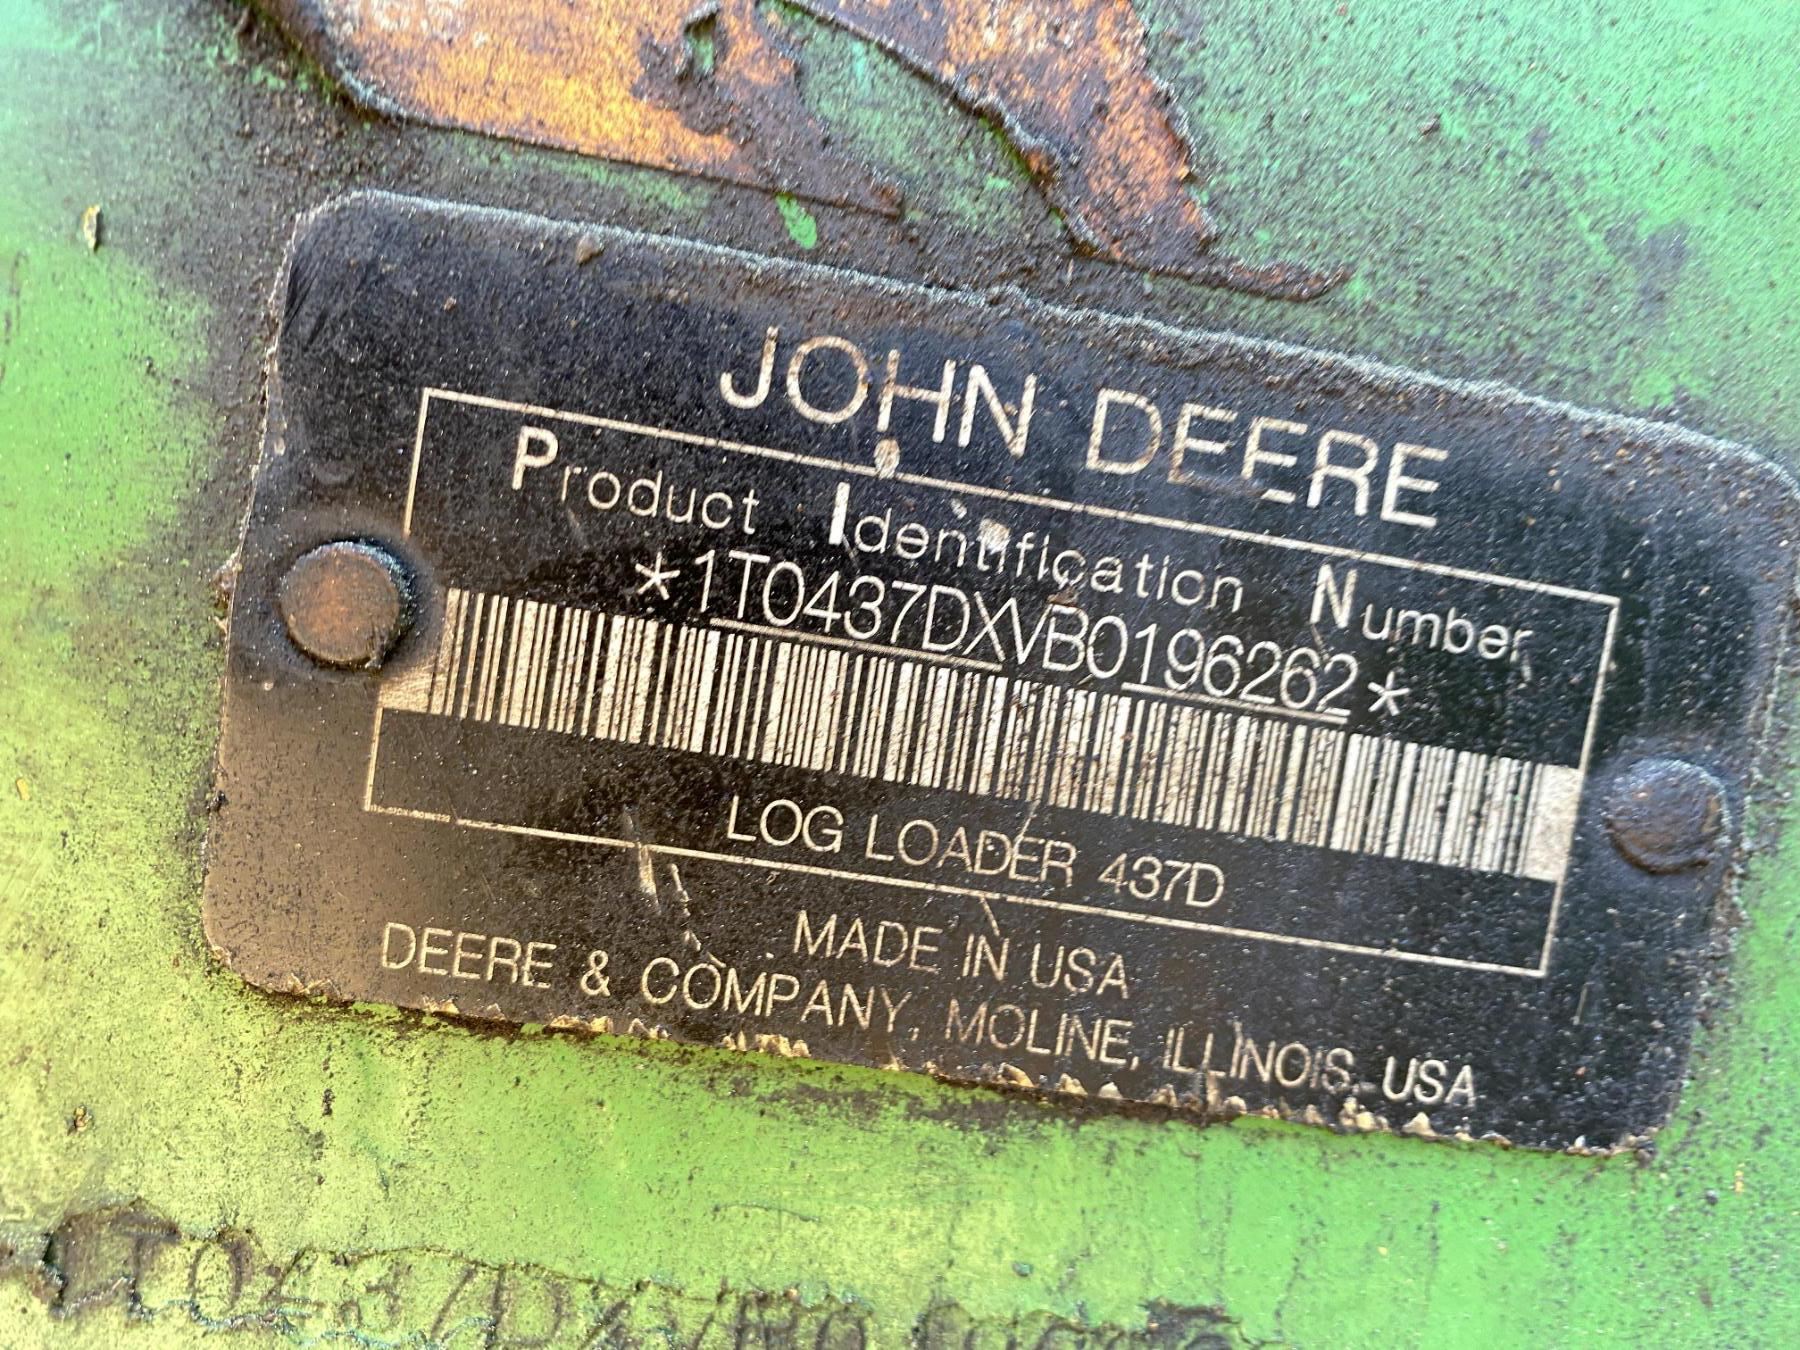 JOHN DEERE
Product Identification Number
*1T0437DXVB0196262*
LOG LOADER 437D
MADE IN USA
DEERE & COMPANY, MOLINE, ILLINOIS, USA